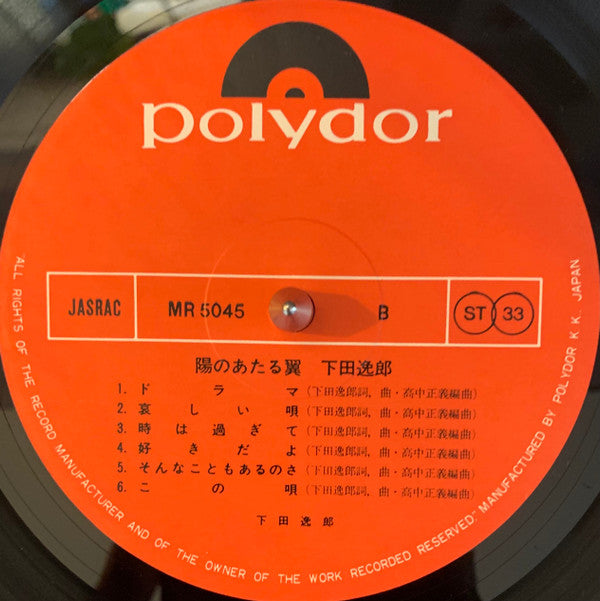 polydor
JASRAC MR 5045 B ST 33
陽のあたる翼 下田逸郎
1. ドラマ (下田逸郎詞, 曲・高中正義編曲)
2. 哀しい唄 (下田逸郎詞, 曲・高中正義編曲)
3. 時は過ぎて (下田逸郎詞, 曲・高中正義編曲)
4. 好きだよ (下田逸郎詞, 曲・高中正義編曲)
5. そんなこともあるのさ (下田逸郎詞, 曲・高中正義編曲)
6. この唄 (下田逸郎詞, 曲・高中正義編曲)
下田逸郎
"ALL RIGHTS OF THE RECORD MANUFACTURER AND OF THE OWNER OF THE WORK RECORDED RESERVED." MANUFACTURED BY POLYDOR K.K. JAPAN